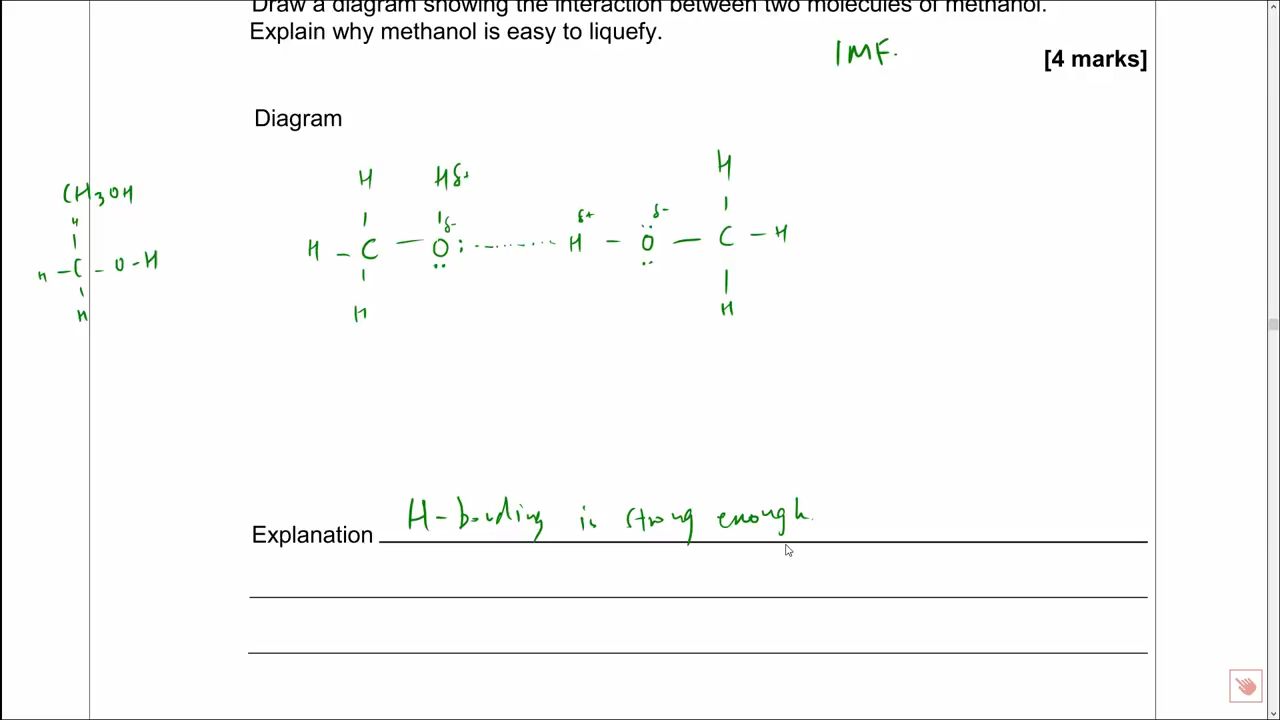 Draw a diagram showing the interaction between two molecules of methanol.
Explain why methanol is easy to liquefy.
IMF.
[4 marks]
Diagram
CH3OH
H
H – C – O – H
H
H Hδ+ H
δ- δ+ δ-
H – C – O : ········ H – O – C – H
H H
Explanation H-bonding is strong enough.